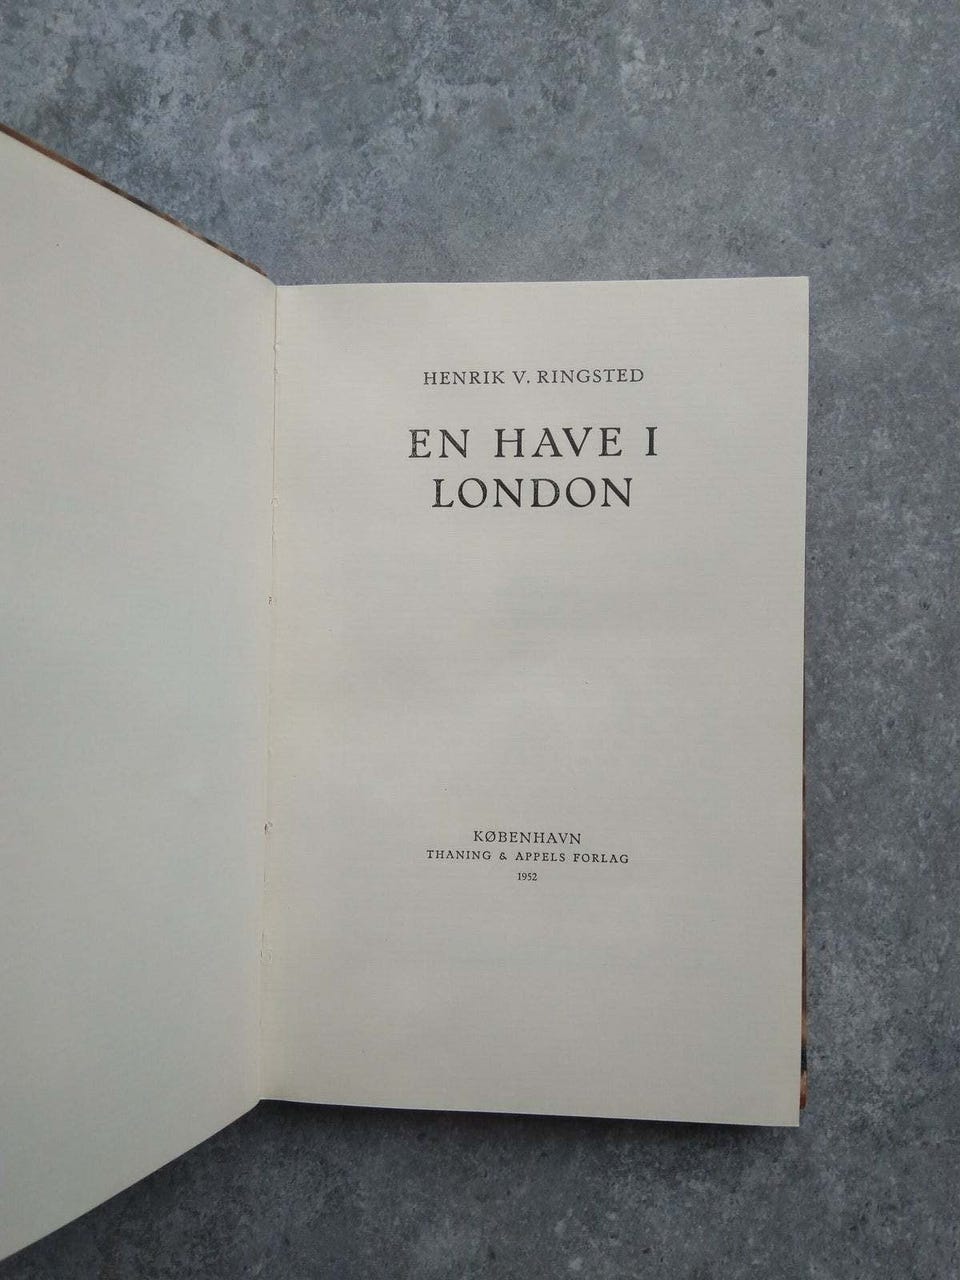 HENRIK V. RINGSTED
EN HAVE I
LONDON
KØBENHAVN
THANING & APPELS FORLAG
1952